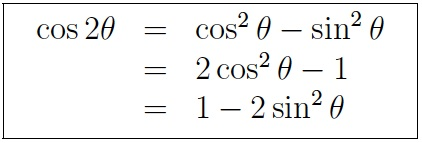 cos 2θ = cos² θ − sin² θ
= 2 cos² θ − 1
= 1 − 2 sin² θ